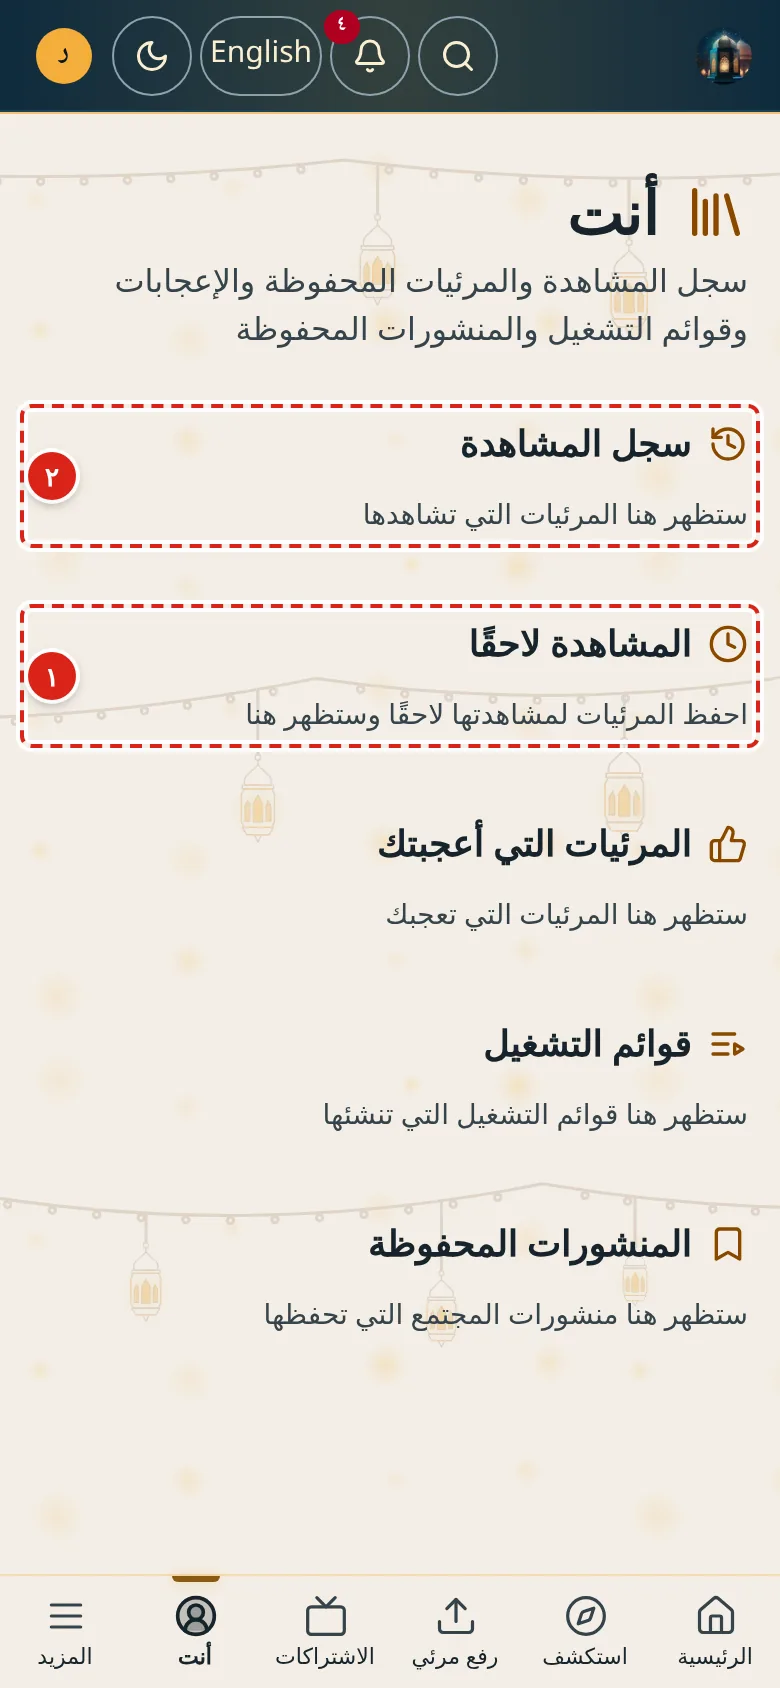 ر
English
٤
أنت
سجل المشاهدة والمرئيات المحفوظة والإعجابات
وقوائم التشغيل والمنشورات المحفوظة
سجل المشاهدة
٢
ستظهر هنا المرئيات التي تشاهدها
المشاهدة لاحقًا
١
احفظ المرئيات لمشاهدتها لاحقًا وستظهر هنا
المرئيات التي أعجبتك
ستظهر هنا المرئيات التي تعجبك
قوائم التشغيل
ستظهر هنا قوائم التشغيل التي تنشئها
المنشورات المحفوظة
ستظهر هنا منشورات المجتمع التي تحفظها
الرئيسية
استكشف
رفع مرئي
الاشتراكات
أنت
المزيد